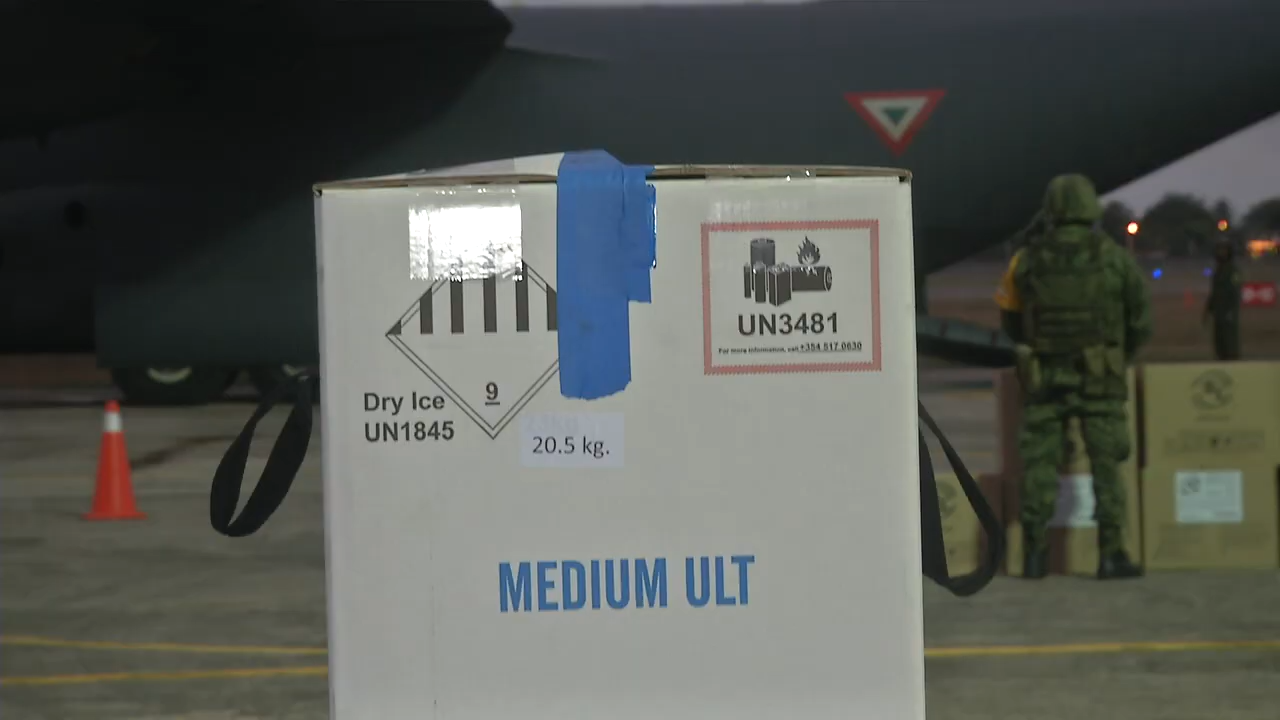 UN3481
For more information, call +354 517 0630
9
Dry Ice
UN1845
20.5 kg.
MEDIUM ULT